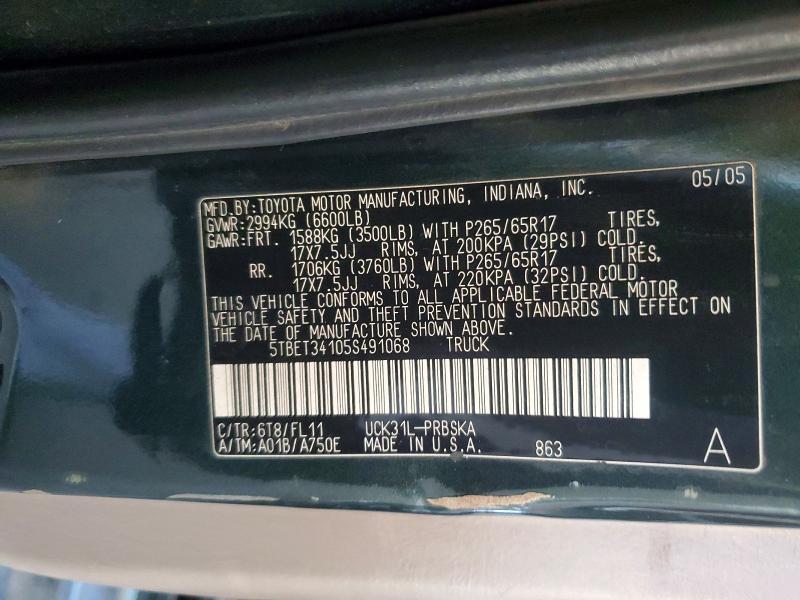 MFD.BY:TOYOTA MOTOR MANUFACTURING, INDIANA, INC. 05/05
GVWR:2994KG (6600LB)
GAWR:FRT. 1588KG (3500LB) WITH P265/65R17 TIRES,
17X7.5JJ RIMS, AT 200KPA (29PSI) COLD.
RR. 1706KG (3760LB) WITH P265/65R17 TIRES,
17X7.5JJ RIMS, AT 220KPA (32PSI) COLD.
THIS VEHICLE CONFORMS TO ALL APPLICABLE FEDERAL MOTOR
VEHICLE SAFETY AND THEFT PREVENTION STANDARDS IN EFFECT ON
THE DATE OF MANUFACTURE SHOWN ABOVE.
5TBET34105S491068 TRUCK
C/TR:6T8/FL11 UCK31L-PRBSKA
A/TM:A01B/A750E MADE IN U.S.A. 863 A